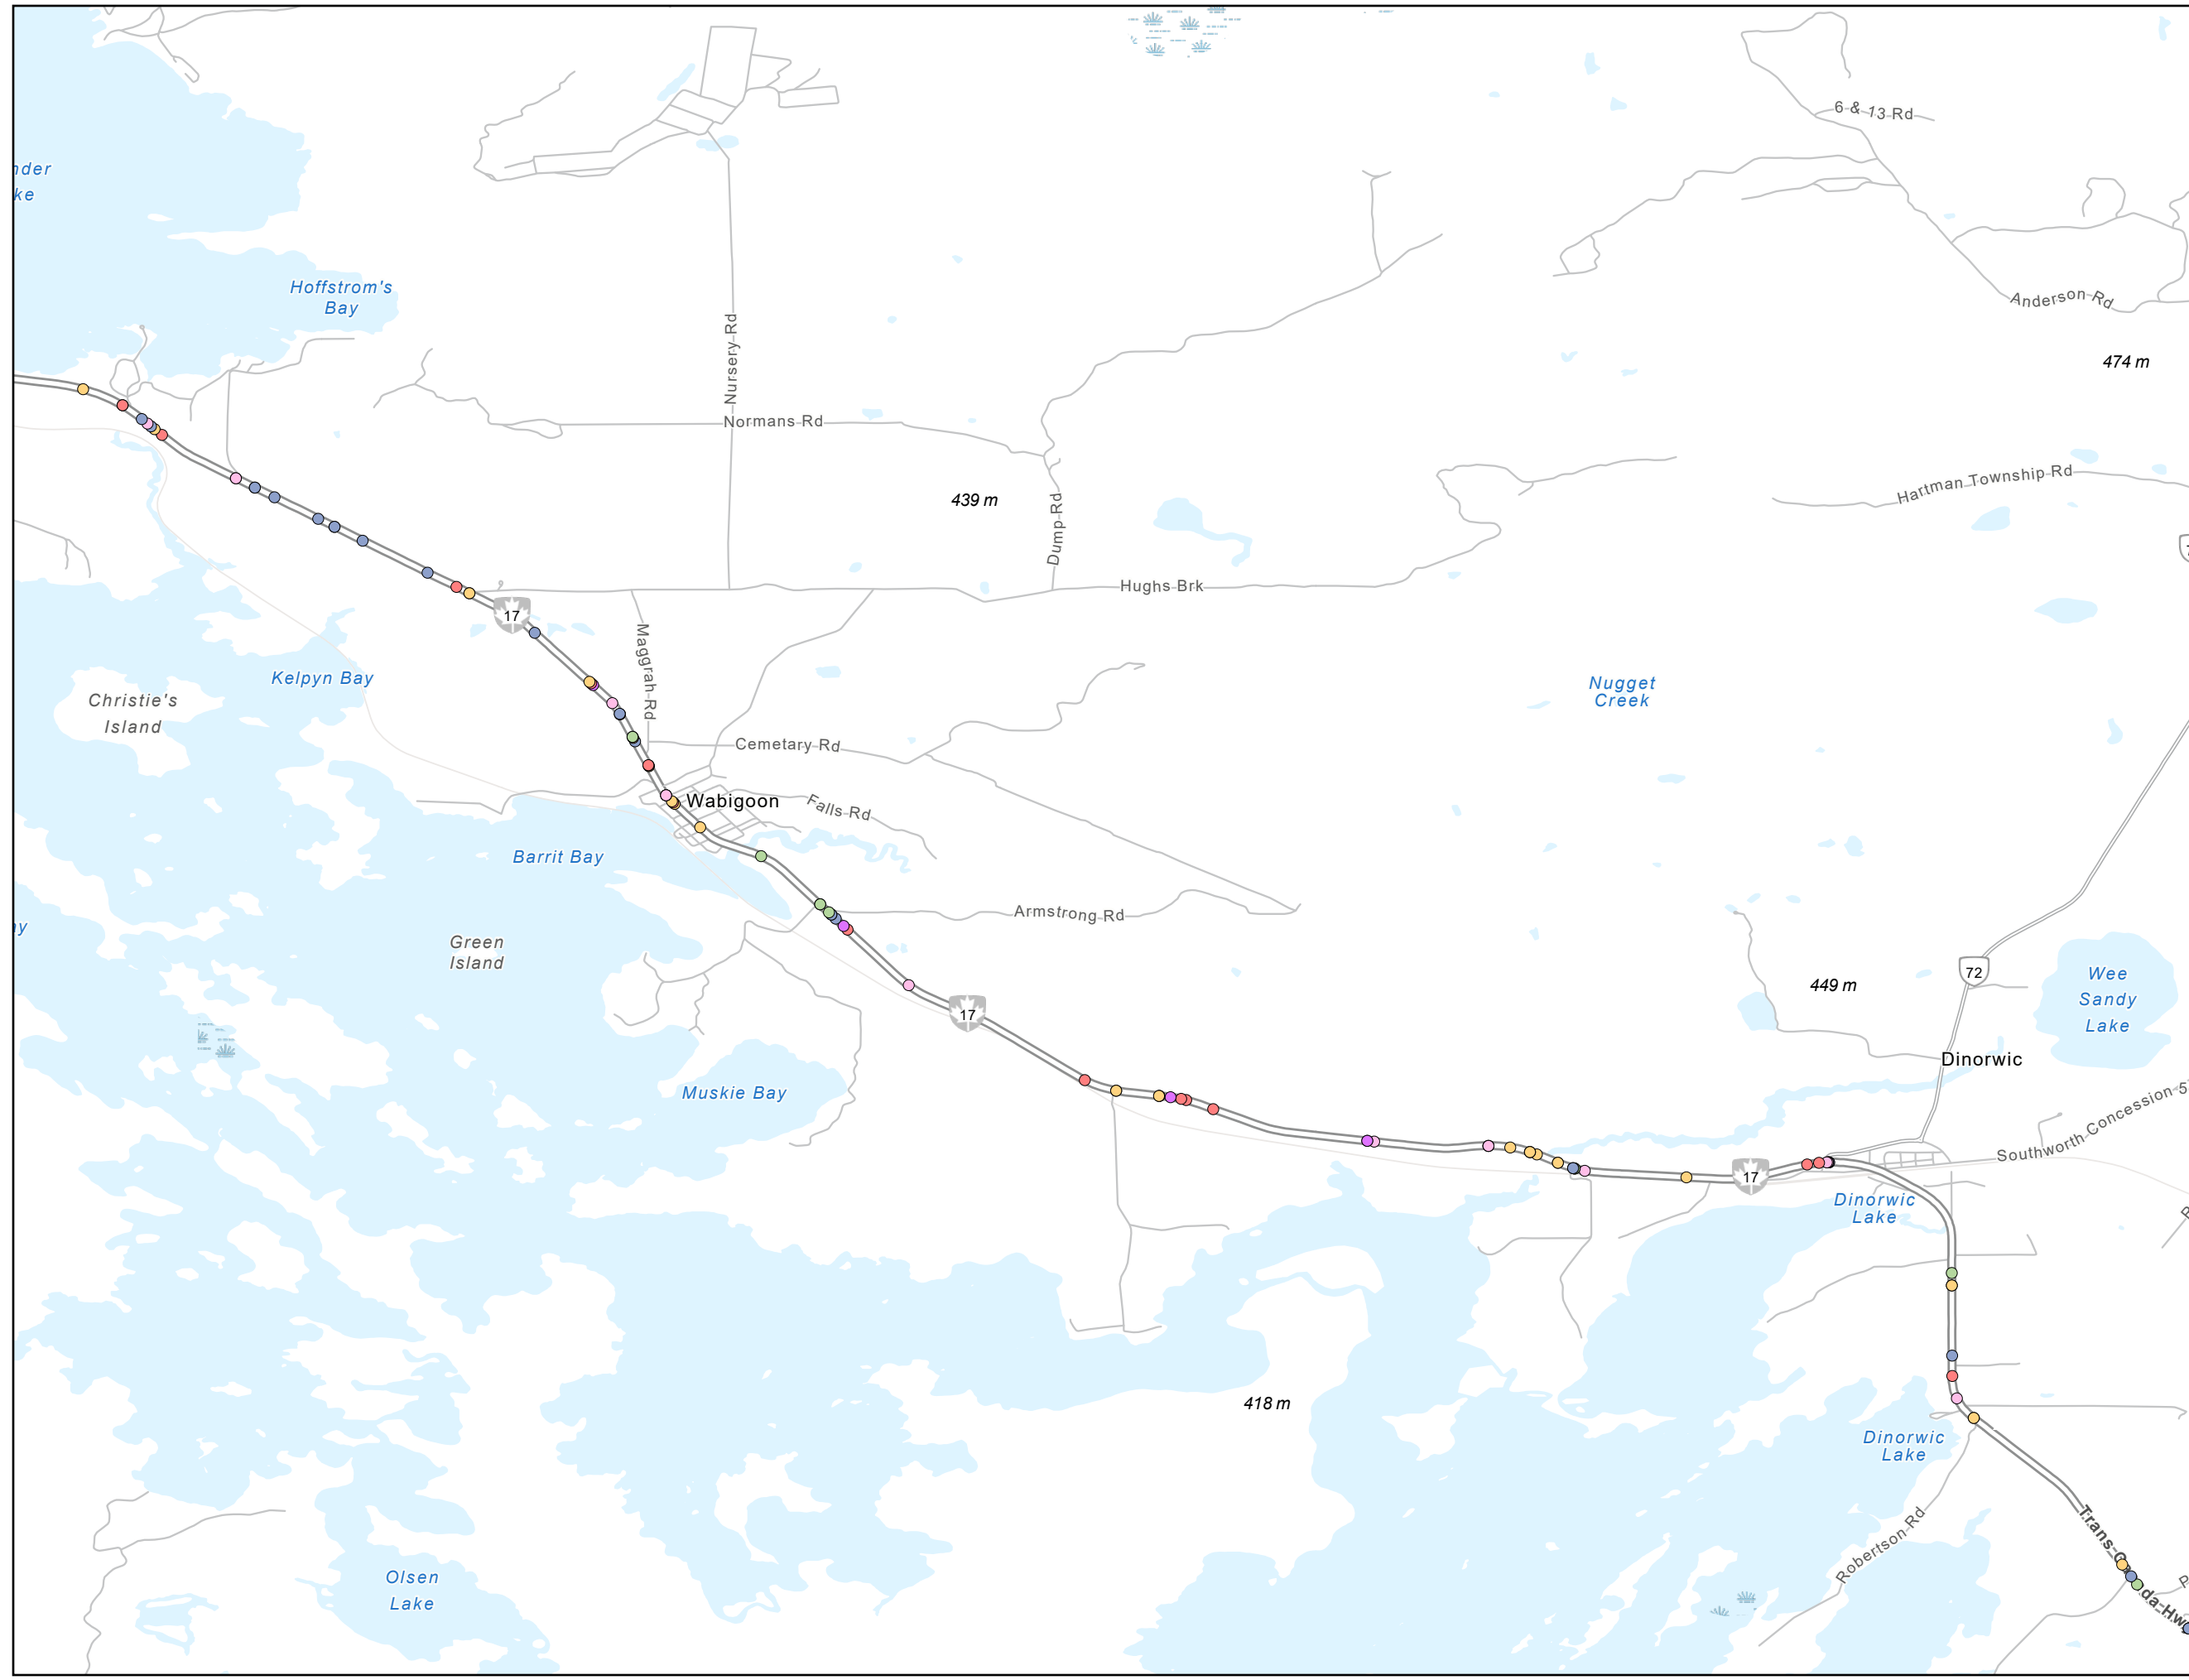 6 & 13 Rd
nder
ke
Hoffstrom's
Bay
Anderson Rd
Nursery Rd
474 m
Normans Rd
Hartman Township Rd
439 m
Dump Rd
Hughs Brk
17
Maggrah Rd
Kelpyn Bay
Christie's
Island
Nugget
Creek
Cemetary Rd
Wabigoon
Falls Rd
Barrit Bay
Armstrong Rd
Green
Island
72
449 m
Wee
Sandy
Lake
17
Dinorwic
Muskie Bay
Southworth Concession 5
17
Dinorwic
Lake
418 m
Dinorwic
Lake
Robertson Rd
Olsen
Lake